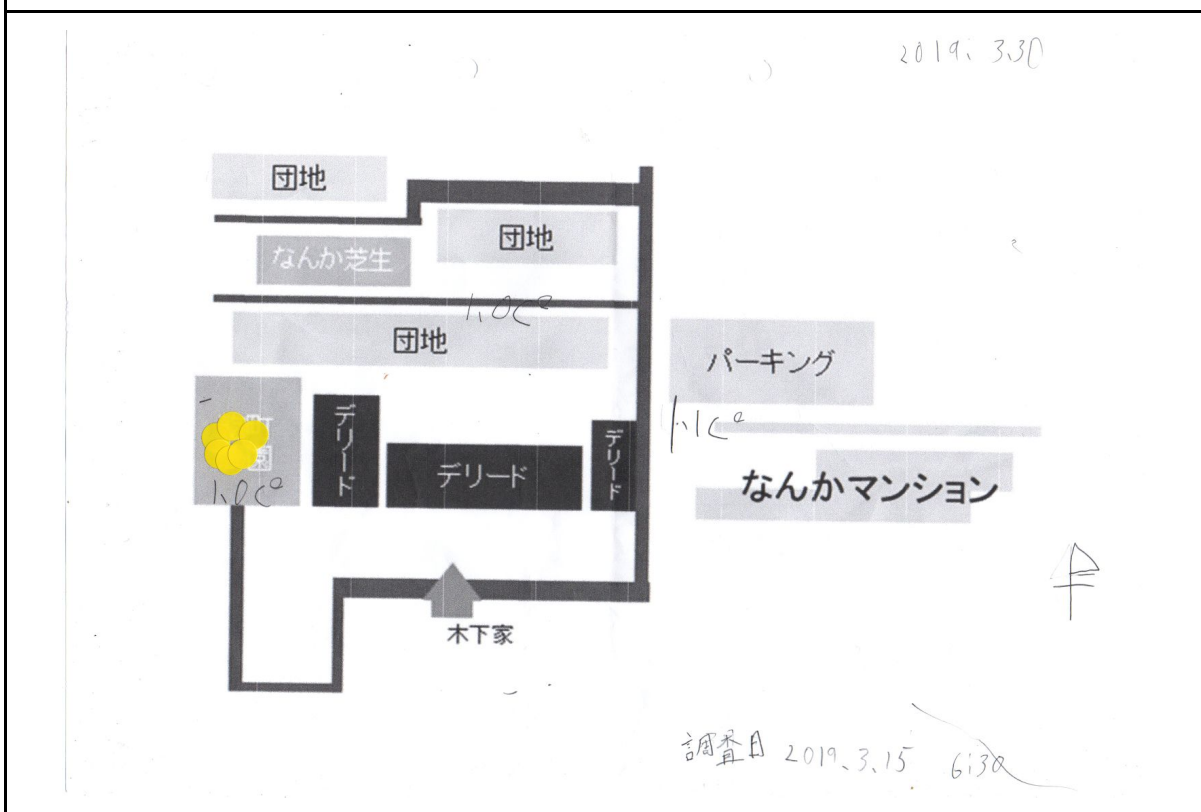 2019. 3.30
団地
団地
なんか芝生
1.0C°
団地
パーキング
1.1C°
デリード
デリード
デリード
1.0C°
なんかマンション
木下家
調査日 2019.3.15 6:30